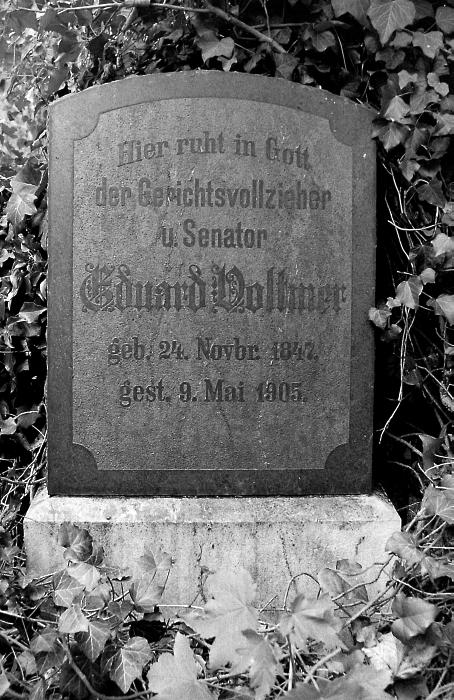 Hier ruht in Gott
der Gerichtsvollzieher
u. Senator
Eduard Vollmer
geb. 24. Novbr. 1847.
gest. 9. Mai 1905.